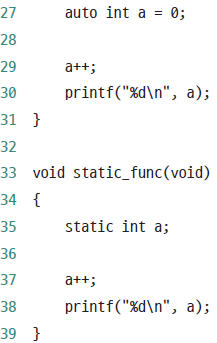 27     auto int a = 0;
28
29     a++;
30     printf("%d\n", a);
31 }
32
33 void static_func(void)
34 {
35     static int a;
36
37     a++;
38     printf("%d\n", a);
39 }